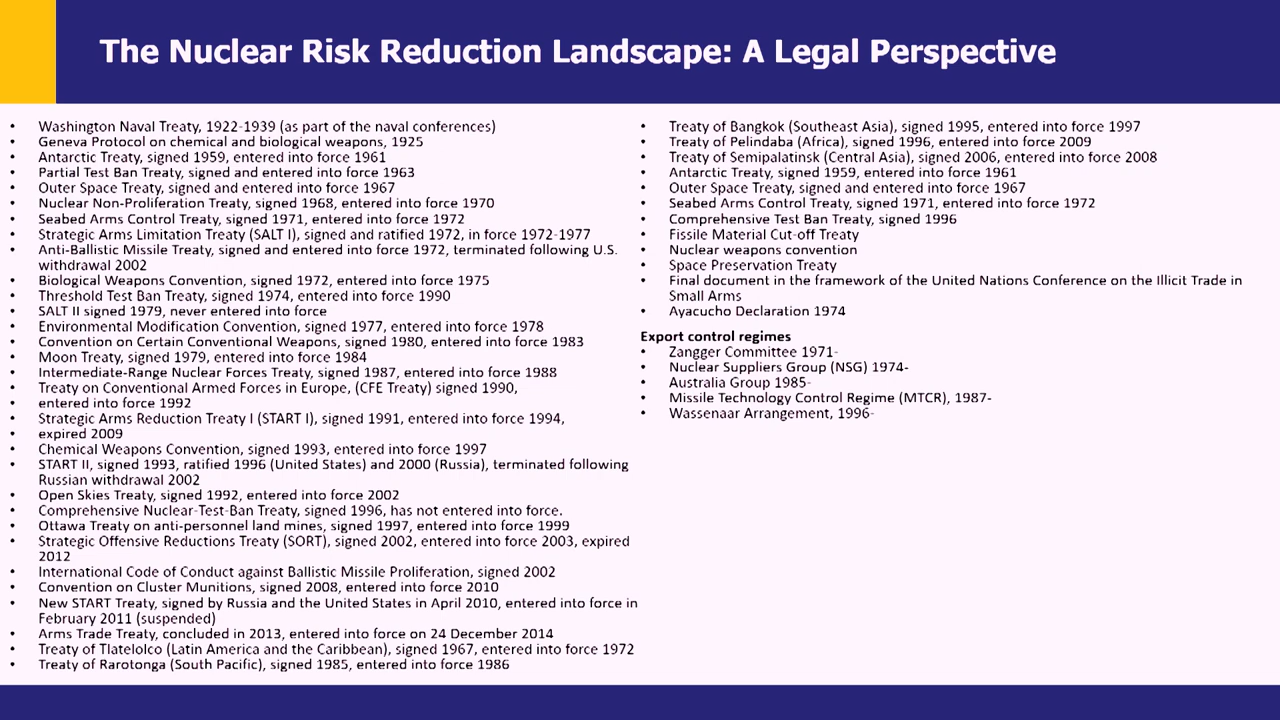 The Nuclear Risk Reduction Landscape: A Legal Perspective
• Washington Naval Treaty, 1922-1939 (as part of the naval conferences)
• Geneva Protocol on chemical and biological weapons, 1925
• Antarctic Treaty, signed 1959, entered into force 1961
• Partial Test Ban Treaty, signed and entered into force 1963
• Outer Space Treaty, signed and entered into force 1967
• Nuclear Non-Proliferation Treaty, signed 1968, entered into force 1970
• Seabed Arms Control Treaty, signed 1971, entered into force 1972
• Strategic Arms Limitation Treaty (SALT I), signed and ratified 1972, in force 1972-1977
• Anti-Ballistic Missile Treaty, signed and entered into force 1972, terminated following U.S.
withdrawal 2002
• Biological Weapons Convention, signed 1972, entered into force 1975
• Threshold Test Ban Treaty, signed 1974, entered into force 1990
• SALT II signed 1979, never entered into force
• Environmental Modification Convention, signed 1977, entered into force 1978
• Convention on Certain Conventional Weapons, signed 1980, entered into force 1983
• Moon Treaty, signed 1979, entered into force 1984
• Intermediate-Range Nuclear Forces Treaty, signed 1987, entered into force 1988
• Treaty on Conventional Armed Forces in Europe, (CFE Treaty) signed 1990,
• entered into force 1992
• Strategic Arms Reduction Treaty I (START I), signed 1991, entered into force 1994,
• expired 2009
• Chemical Weapons Convention, signed 1993, entered into force 1997
• START II, signed 1993, ratified 1996 (United States) and 2000 (Russia), terminated following
Russian withdrawal 2002
• Open Skies Treaty, signed 1992, entered into force 2002
• Comprehensive Nuclear-Test-Ban Treaty, signed 1996, has not entered into force.
• Ottawa Treaty on anti-personnel land mines, signed 1997, entered into force 1999
• Strategic Offensive Reductions Treaty (SORT), signed 2002, entered into force 2003, expired
2012
• International Code of Conduct against Ballistic Missile Proliferation, signed 2002
• Convention on Cluster Munitions, signed 2008, entered into force 2010
• New START Treaty, signed by Russia and the United States in April 2010, entered into force in
February 2011 (suspended)
• Arms Trade Treaty, concluded in 2013, entered into force on 24 December 2014
• Treaty of Tlatelolco (Latin America and the Caribbean), signed 1967, entered into force 1972
• Treaty of Rarotonga (South Pacific), signed 1985, entered into force 1986
• Treaty of Bangkok (Southeast Asia), signed 1995, entered into force 1997
• Treaty of Pelindaba (Africa), signed 1996, entered into force 2009
• Treaty of Semipalatinsk (Central Asia), signed 2006, entered into force 2008
• Antarctic Treaty, signed 1959, entered into force 1961
• Outer Space Treaty, signed and entered into force 1967
• Seabed Arms Control Treaty, signed 1971, entered into force 1972
• Comprehensive Test Ban Treaty, signed 1996
• Fissile Material Cut-off Treaty
• Nuclear weapons convention
• Space Preservation Treaty
• Final document in the framework of the United Nations Conference on the Illicit Trade in
Small Arms
• Ayacucho Declaration 1974
Export control regimes
• Zangger Committee 1971-
• Nuclear Suppliers Group (NSG) 1974-
• Australia Group 1985-
• Missile Technology Control Regime (MTCR), 1987-
• Wassenaar Arrangement, 1996-